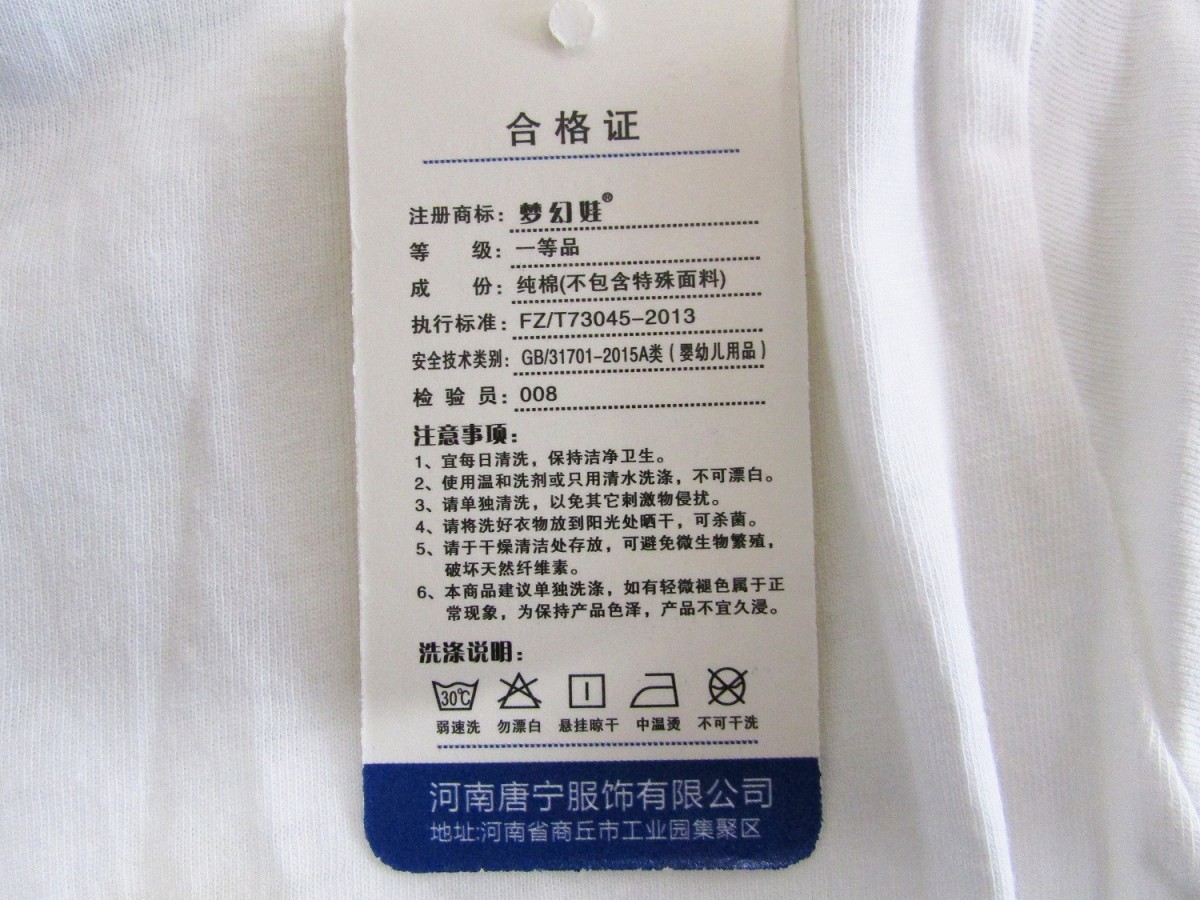 合格证
注册商标：梦幻娃®
等 级：一等品
成 份：纯棉(不包含特殊面料)
执行标准：FZ/T73045-2013
安全技术类别：GB/31701-2015A类（婴幼儿用品）
检 验 员：008
注意事项：
1、宜每日清洗，保持洁净卫生。
2、使用温和洗剂或只用清水洗涤，不可漂白。
3、请单独清洗，以免其它刺激物侵扰。
4、请将洗好衣物放到阳光处晒干，可杀菌。
5、请于干燥清洁处存放，可避免微生物繁殖，
破坏天然纤维素。
6、本商品建议单独洗涤，如有轻微褪色属于正
常现象，为保持产品色泽，产品不宜久浸。
洗涤说明：
30℃
弱速洗 勿漂白 悬挂晾干 中温烫 不可干洗
河南唐宁服饰有限公司
地址:河南省商丘市工业园集聚区